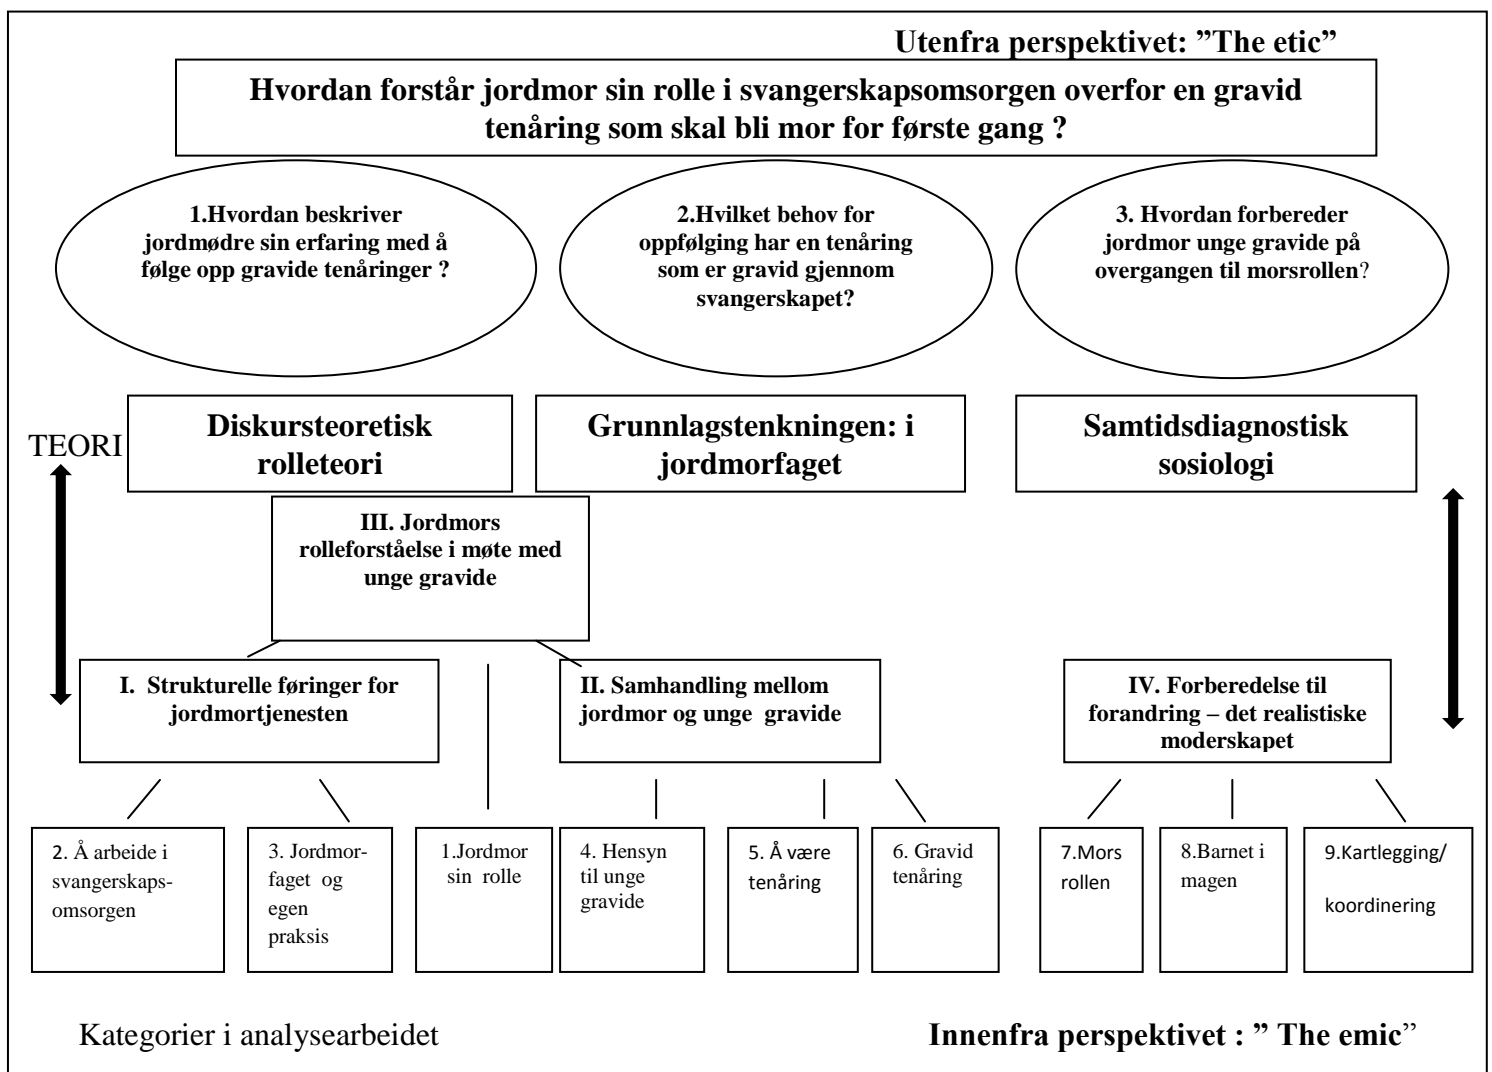 Utenfra perspektivet: ”The etic”
Hvordan forstår jordmor sin rolle i svangerskapsomsorgen overfor en gravid
tenåring som skal bli mor for første gang ?
1.Hvordan beskriver
jordmødre sin erfaring med å
følge opp gravide tenåringer ?
2.Hvilket behov for
oppfølging har en tenåring
som er gravid gjennom
svangerskapet?
3. Hvordan forbereder
jordmor unge gravide på
overgangen til morsrollen?
TEORI
Diskursteoretisk
rolleteori
Grunnlagstenkningen: i
jordmorfaget
Samtidsdiagnostisk
sosiologi
III. Jordmors
rolleforståelse i møte med
unge gravide
I. Strukturelle føringer for
jordmortjenesten
II. Samhandling mellom
jordmor og unge gravide
IV. Forberedelse til
forandring – det realistiske
moderskapet
2. Å arbeide i
svangerskaps-
omsorgen
3. Jordmor-
faget og
egen
praksis
1.Jordmor
sin rolle
4. Hensyn
til unge
gravide
5. Å være
tenåring
6. Gravid
tenåring
7.Mors
rollen
8.Barnet i
magen
9.Kartlegging/
koordinering
Kategorier i analysearbeidet
Innenfra perspektivet : ” The emic”